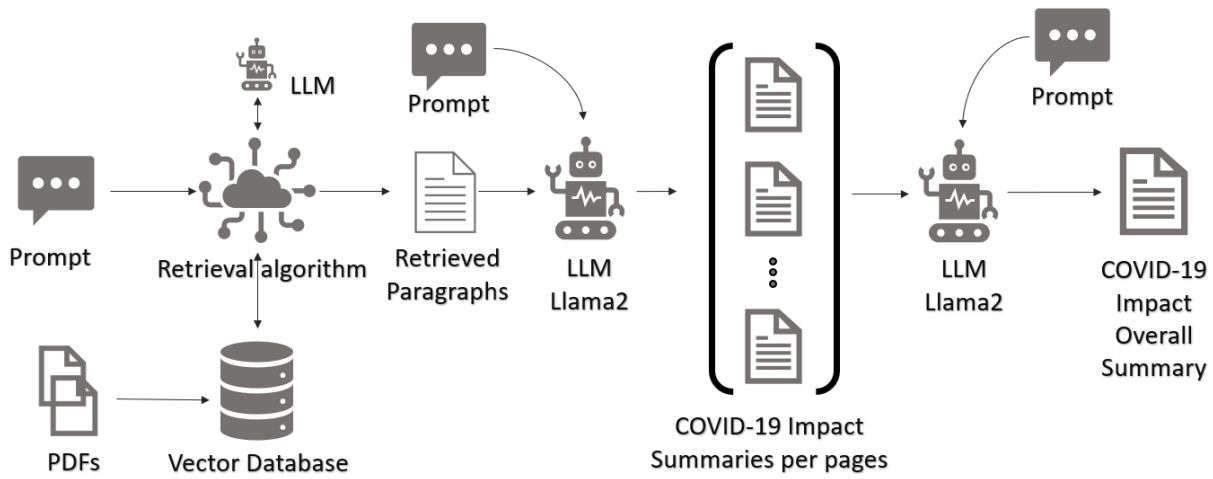 LLM
Prompt
Prompt
Prompt
Retrieval algorithm
Retrieved
Paragraphs
LLM
Llama2
LLM
Llama2
COVID-19
Impact
Overall
Summary
PDFs
Vector Database
COVID-19 Impact
Summaries per pages